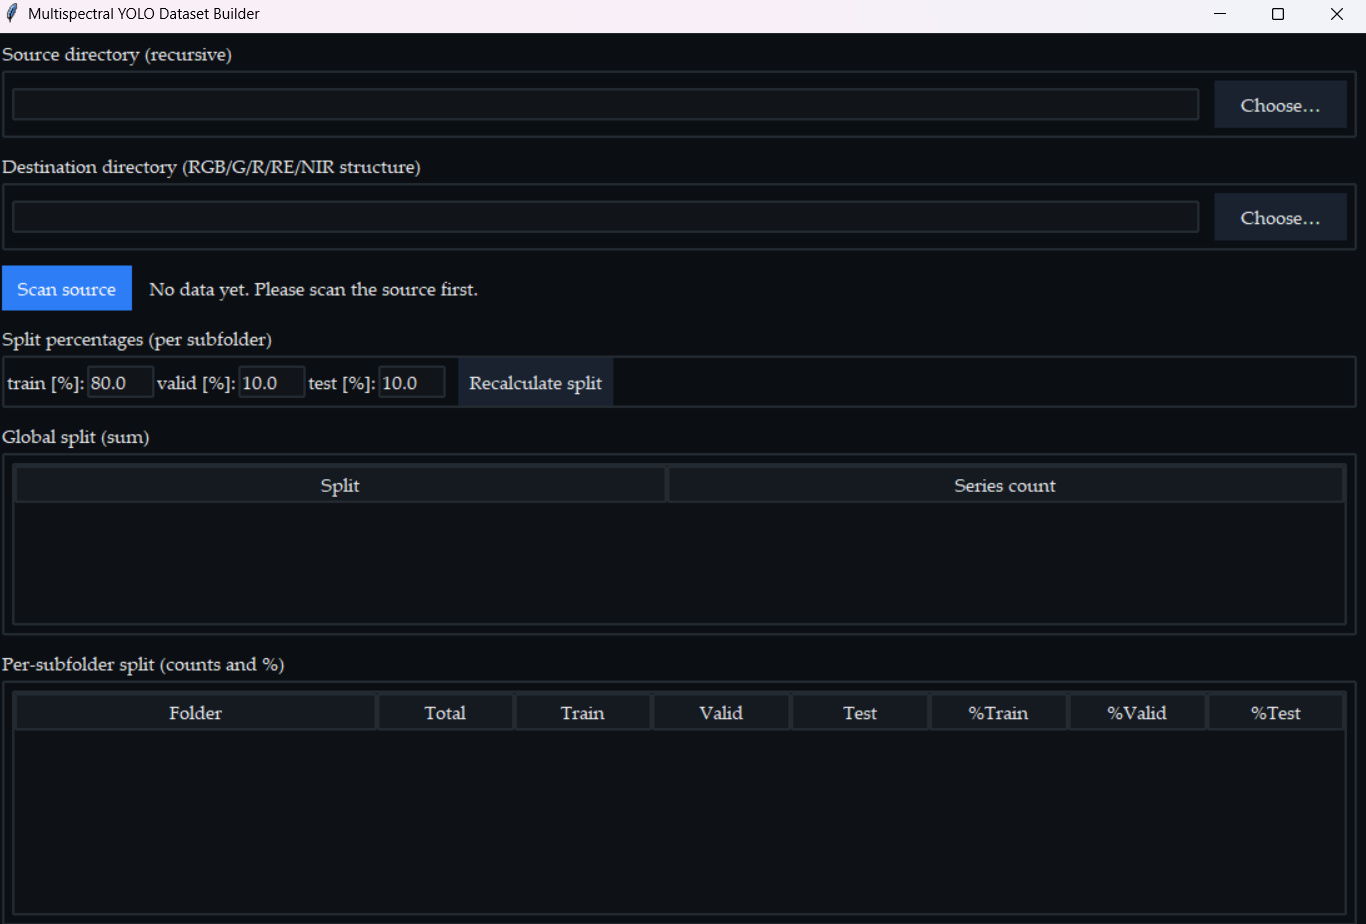 Multispectral YOLO Dataset Builder
Source directory (recursive)
Choose...
Destination directory (RGB/G/R/RE/NIR structure)
Choose...
Scan source No data yet. Please scan the source first.
Split percentages (per subfolder)
train [%]: 80.0 valid [%]: 10.0 test [%]: 10.0 Recalculate split
Global split (sum)
Split Series count
Per-subfolder split (counts and %)
Folder Total Train Valid Test %Train %Valid %Test